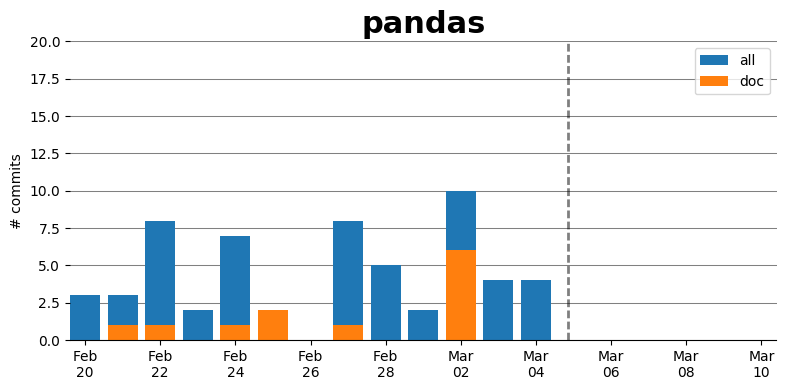 pandas
# commits
20.0
17.5
15.0
12.5
10.0
7.5
5.0
2.5
0.0
all
doc
Feb Feb Feb Feb Feb Mar Mar Mar Mar Mar
20 22 24 26 28 02 04 06 08 10